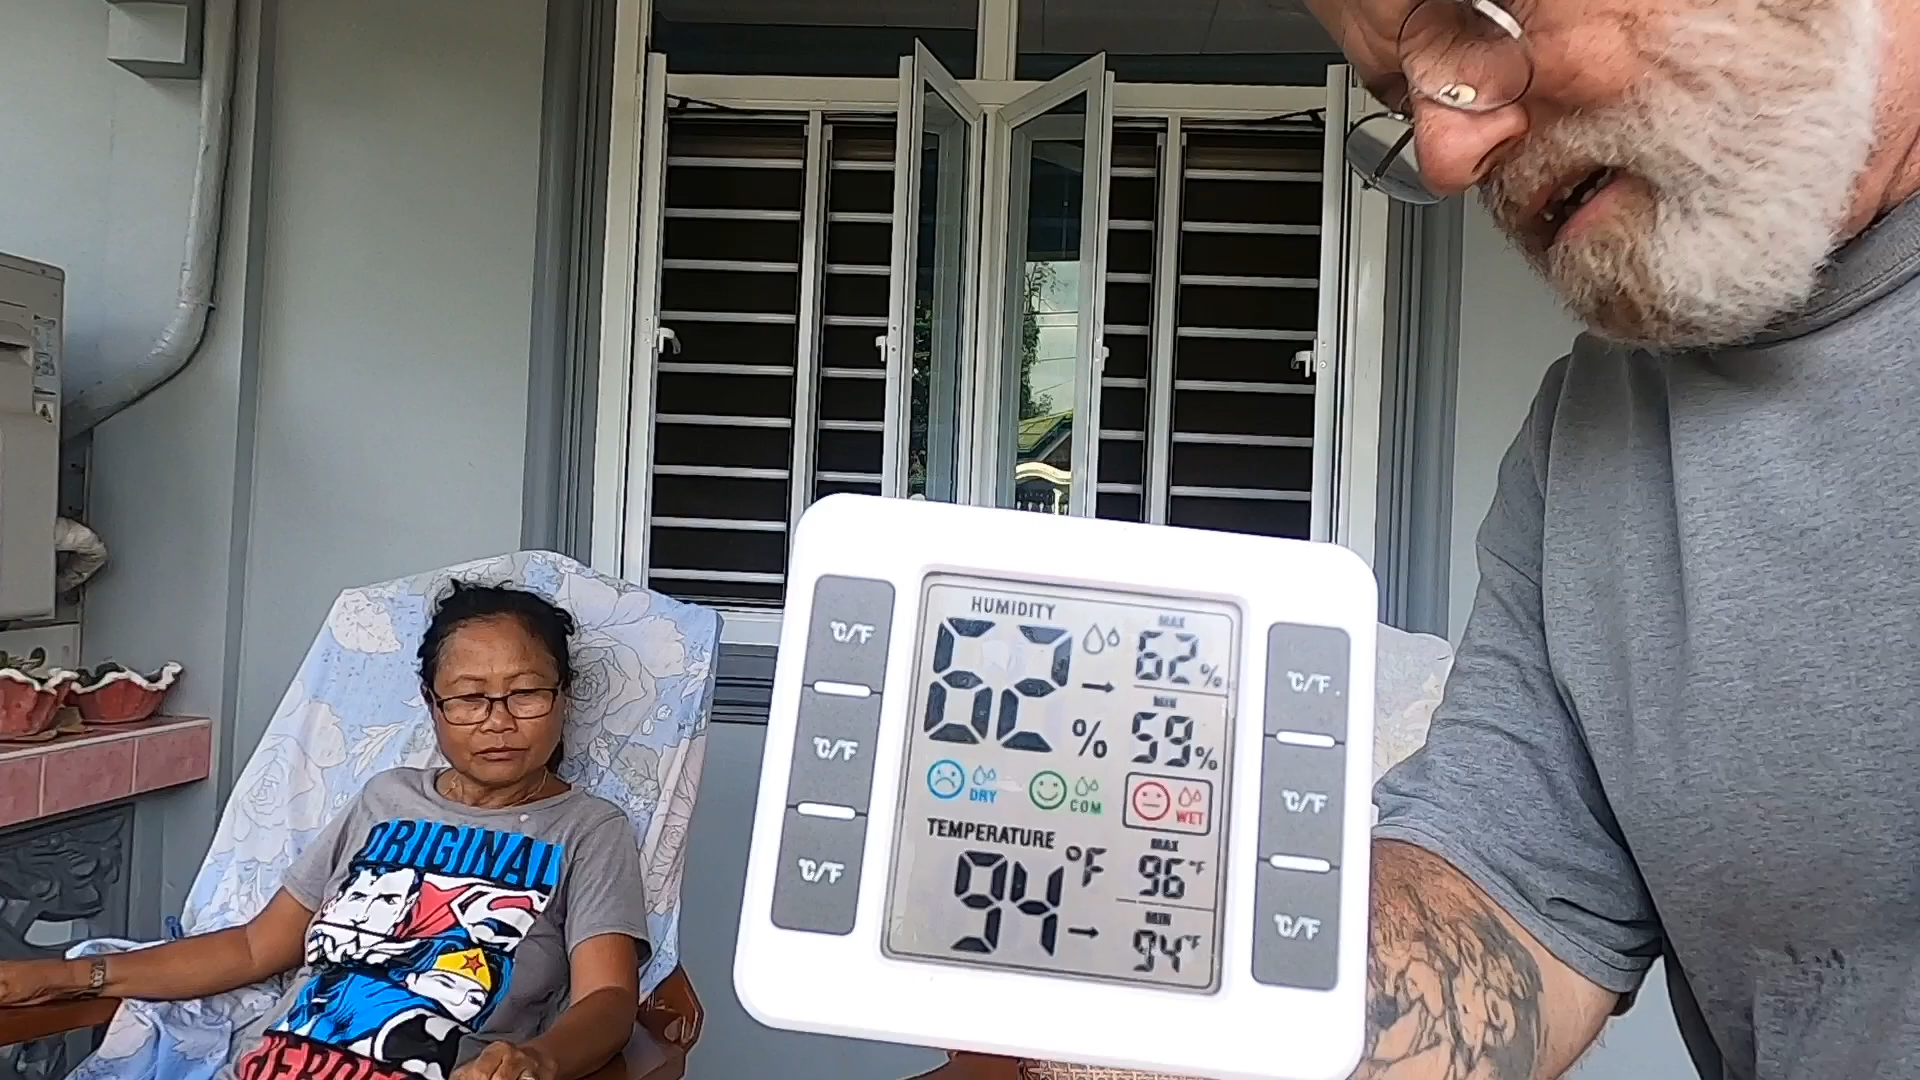 HUMIDITY
62 %
MAX
62 %
MIN
59 %
DRY
COM
WET
TEMPERATURE
94 °F
MAX
96 °F
MIN
94 °F
°C/F
°C/F
°C/F
°C/F
°C/F
°C/F
ORIGINAL